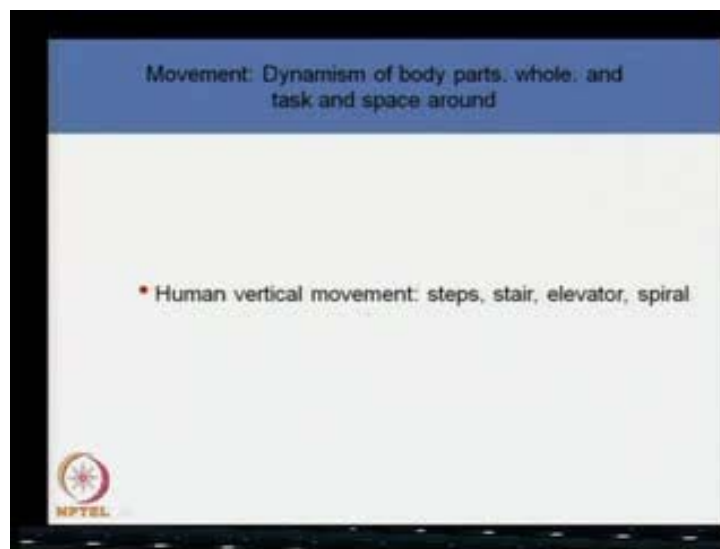 Movement: Dynamism of body parts. whole. and
task and space around
• Human vertical movement: steps, stair, elevator, spiral
NPTEL